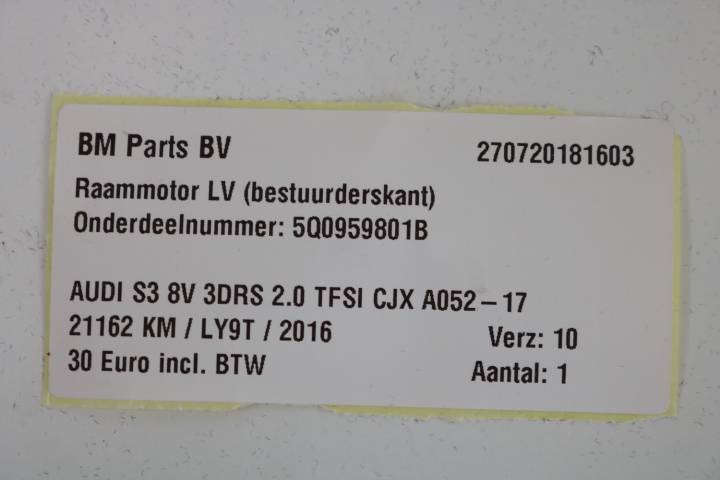 BM Parts BV 270720181603
Raammotor LV (bestuurderskant)
Onderdeelnummer: 5Q0959801B
AUDI S3 8V 3DRS 2.0 TFSI CJX A052 – 17
21162 KM / LY9T / 2016 Verz: 10
30 Euro incl. BTW Aantal: 1